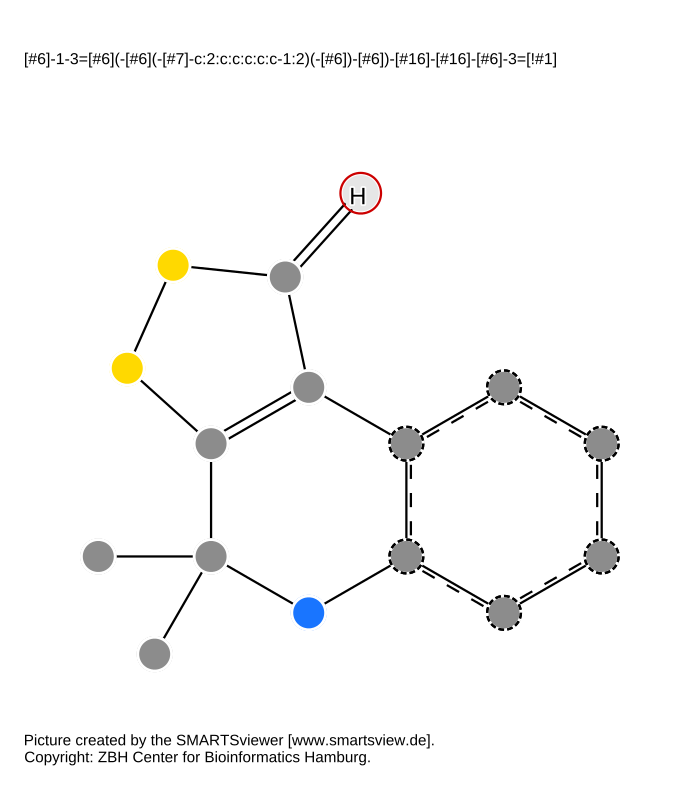 [#6]-1-3=[#6](-[#6](-[#7]-c:2:c:c:c:c:c-1:2)(-[#6])-[#6])-[#16]-[#16]-[#6]-3=[!#1]
H
Picture created by the SMARTSviewer [www.smartsview.de].
Copyright: ZBH Center for Bioinformatics Hamburg.